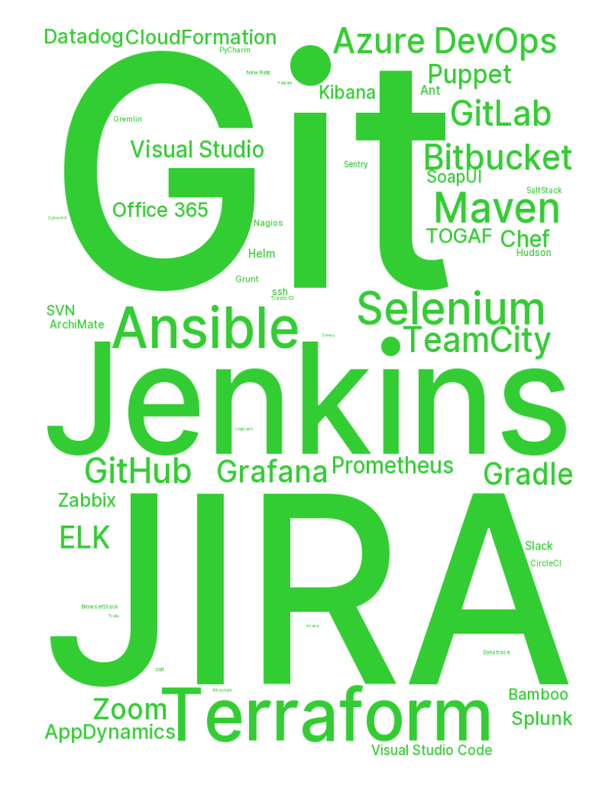 Datadog
CloudFormation
Azure DevOps
PyCharm
Git
Puppet
New Relic
Kibana
Ant
GitLab
Gremlin
Visual Studio
Bitbucket
Sentry
SoapUI
SaltStack
Office 365
Maven
Nagios
TOGAF
Chef
Helm
Hudson
Grunt
ssh
Travis CI
Selenium
SVN
Ansible
ArchiMate
TeamCity
Jenkins
GitHub
Grafana
Prometheus
Gradle
Zabbix
JIRA
ELK
Slack
CircleCI
BrowserStack
Dynatrace
Terraform
Bamboo
Zoom
Splunk
AppDynamics
Visual Studio Code